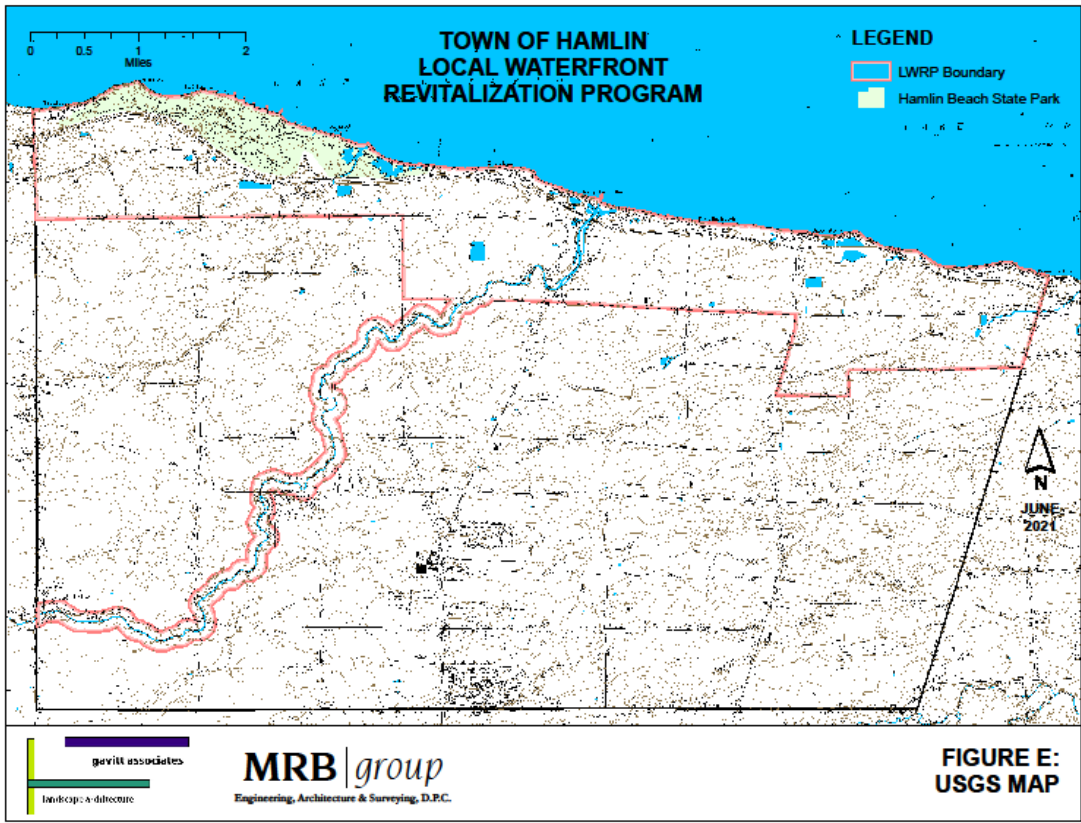 0 0.5 1 2
Miles
TOWN OF HAMLIN
LOCAL WATERFRONT
REVITALIZATION PROGRAM
LEGEND
LWRP Boundary
Hamlin Beach State Park
N
JUNE
2021
gavitt associates
landscape architecture
MRB group
Engineering, Architecture & Surveying, D.P.C.
FIGURE E:
USGS MAP